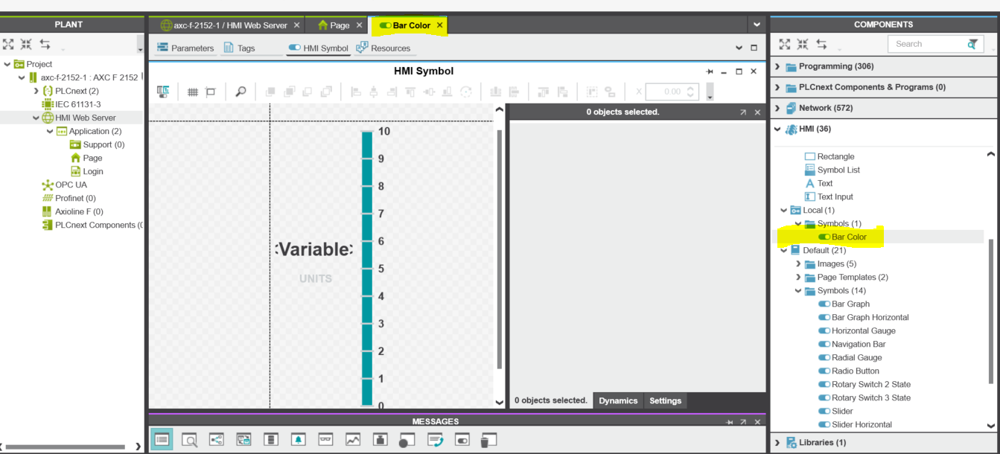 PLANT
axc-f-2152-1 / HMI Web Server
Page
Bar Color
COMPONENTS
Parameters
Tags
HMI Symbol
Resources
Search
Project
axc-f-2152-1 : AXC F 2152
PLCnext (2)
IEC 61131-3
HMI Web Server
Application (2)
Support (0)
Page
Login
OPC UA
Profinet (0)
Axioline F (0)
PLCnext Components (
HMI Symbol
X
0.00
10
9
8
7
6
5
4
3
2
1
0
Variable
UNITS
0 objects selected.
0 objects selected.
Dynamics
Settings
MESSAGES
Programming (306)
PLCnext Components & Programs (0)
Network (572)
HMI (36)
Rectangle
Symbol List
Text
Text Input
Local (1)
Symbols (1)
Bar Color
Default (21)
Images (5)
Page Templates (2)
Symbols (14)
Bar Graph
Bar Graph Horizontal
Horizontal Gauge
Navigation Bar
Radial Gauge
Radio Button
Rotary Switch 2 State
Rotary Switch 3 State
Slider
Slider Horizontal
Libraries (1)